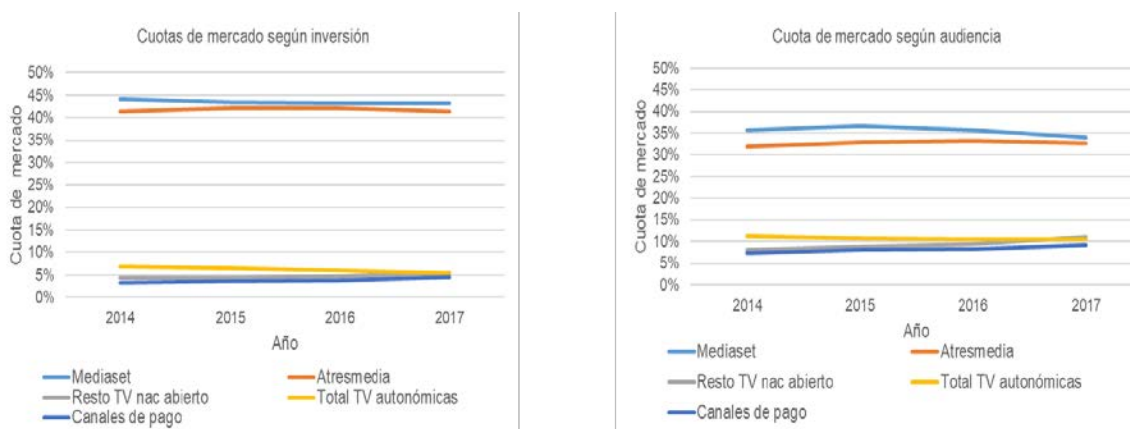 Cuotas de mercado según inversión
50%
45%
40%
35%
30%
25%
20%
15%
10%
5%
0%
Cuota de mercado
2014 2015 2016 2017
Año
Mediaset Atresmedia
Resto TV nac abierto Total TV autonómicas
Canales de pago
Cuota de mercado según audiencia
50%
45%
40%
35%
30%
25%
20%
15%
10%
5%
0%
Cuota de mercado
2014 2015 2016 2017
Año
Mediaset Atresmedia
Resto TV nac abierto Total TV autonómicas
Canales de pago